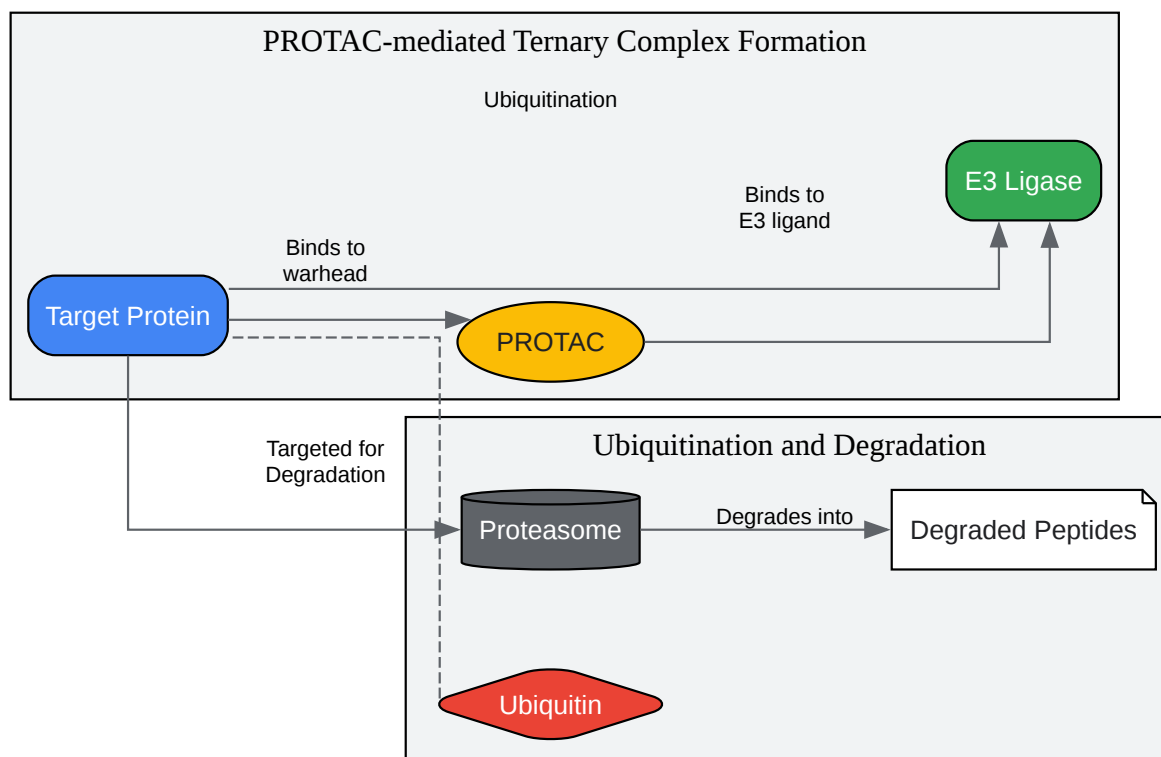 PROTAC-mediated Ternary Complex Formation
Ubiquitination
E3 Ligase
Binds to
E3 ligand
Binds to
warhead
Target Protein
PROTAC
Targeted for
Degradation
Ubiquitination and Degradation
Proteasome
Degrades into
Degraded Peptides
Ubiquitin